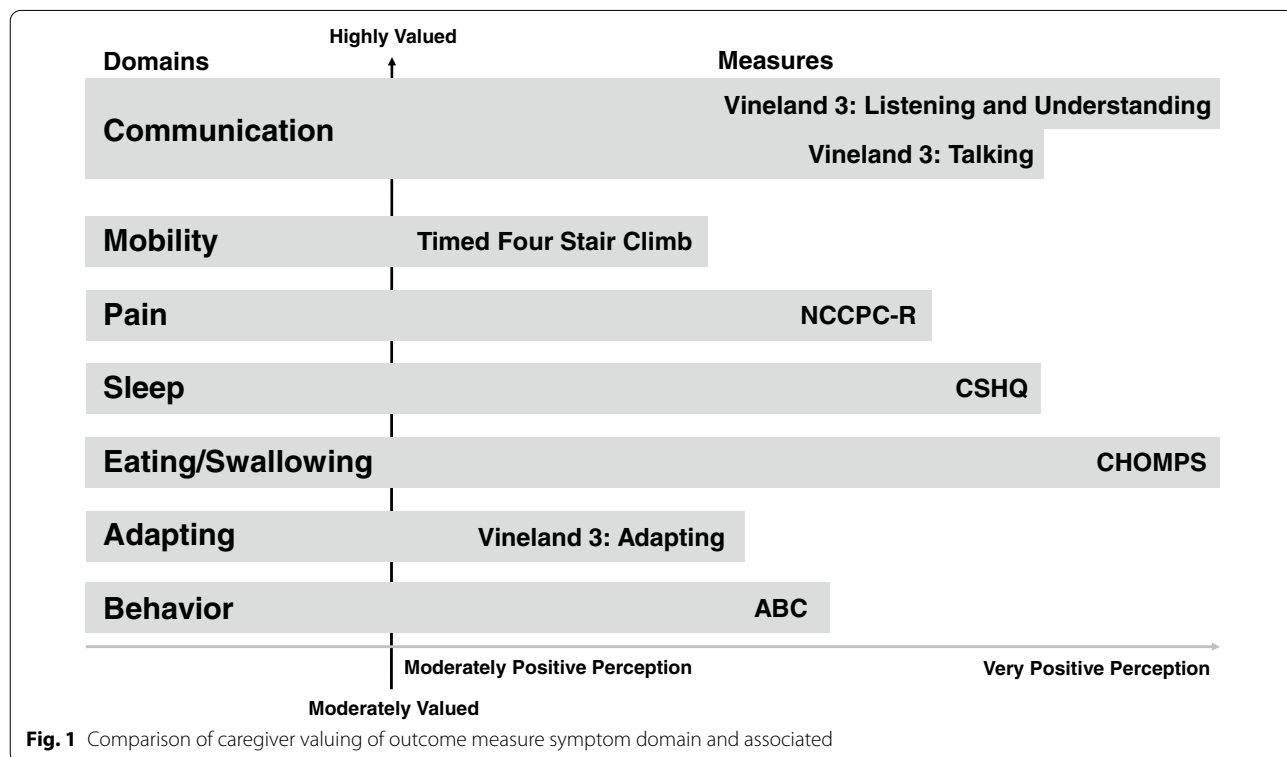 Highly Valued
Domains
Measures
Communication
Vineland 3: Listening and Understanding
Vineland 3: Talking
Mobility
Timed Four Stair Climb
Pain
NCCPC-R
Sleep
CSHQ
Eating/Swallowing
CHOMPS
Adapting
Vineland 3: Adapting
Behavior
ABC
Moderately Positive Perception
Very Positive Perception
Moderately Valued
Fig. 1 Comparison of caregiver valuing of outcome measure symptom domain and associated